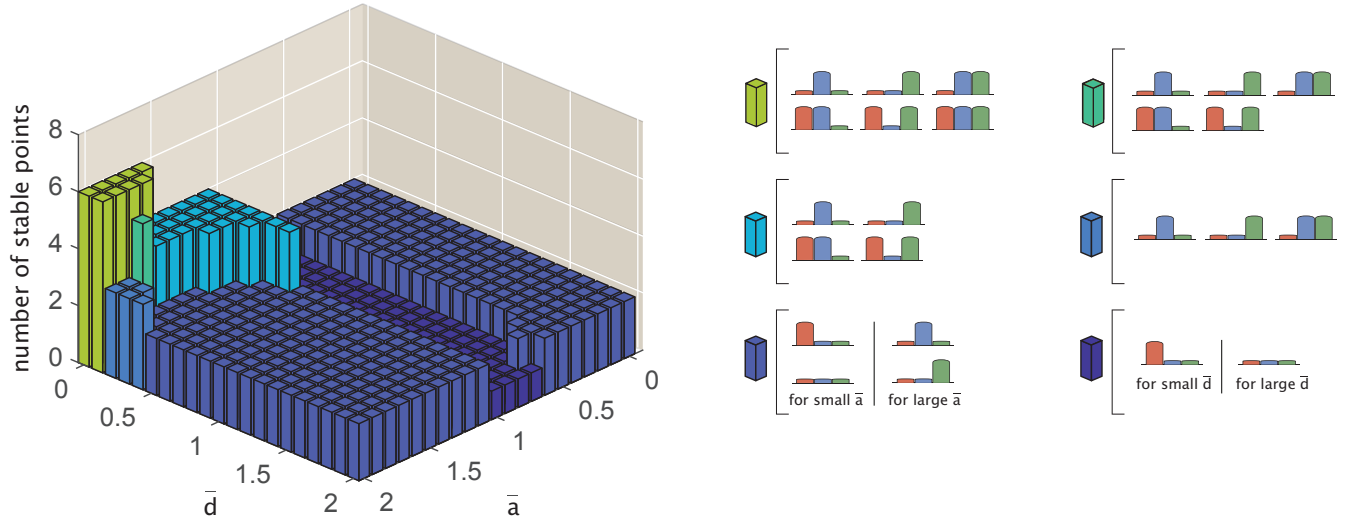 number of stable points
8
6
4
2
0
0
0.5
1
1.5
2
d̅
2
1.5
1
0.5
0
a̅
for small a̅
for large a̅
for small d̅
for large d̅